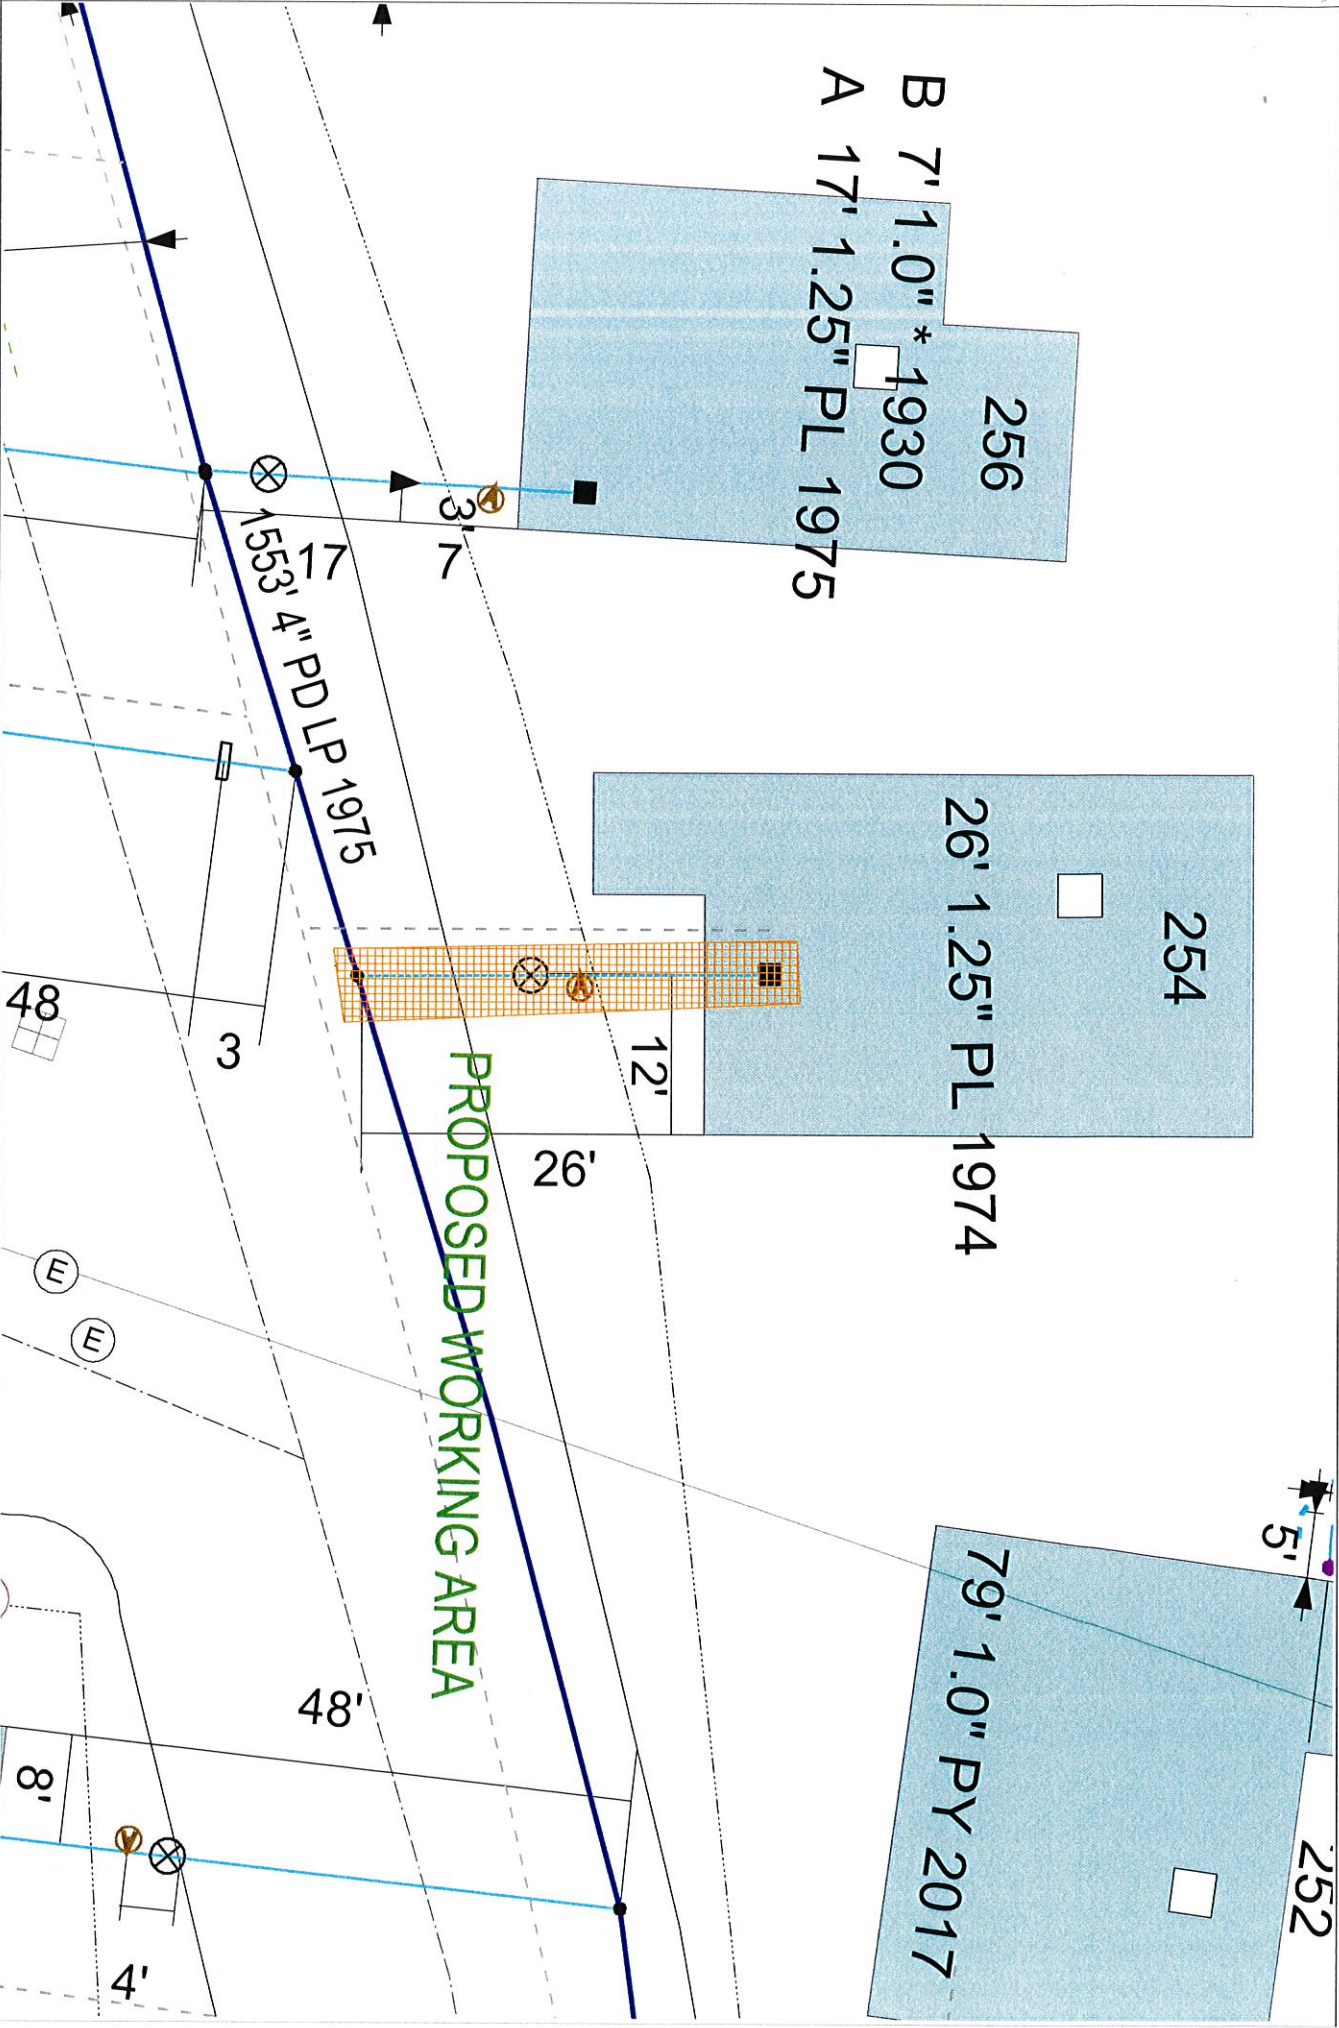 B 7' 1.0" * 1930
A 17' 1.25" PL 1975
256
3'
17
7
1553' 4" PD LP 1975
26' 1.25" PL 1974
254
12'
26'
48
3
PROPOSED WORKING AREA
E
E
5'
79' 1.0" PY 2017
252
48'
8'
4'
A
A
A